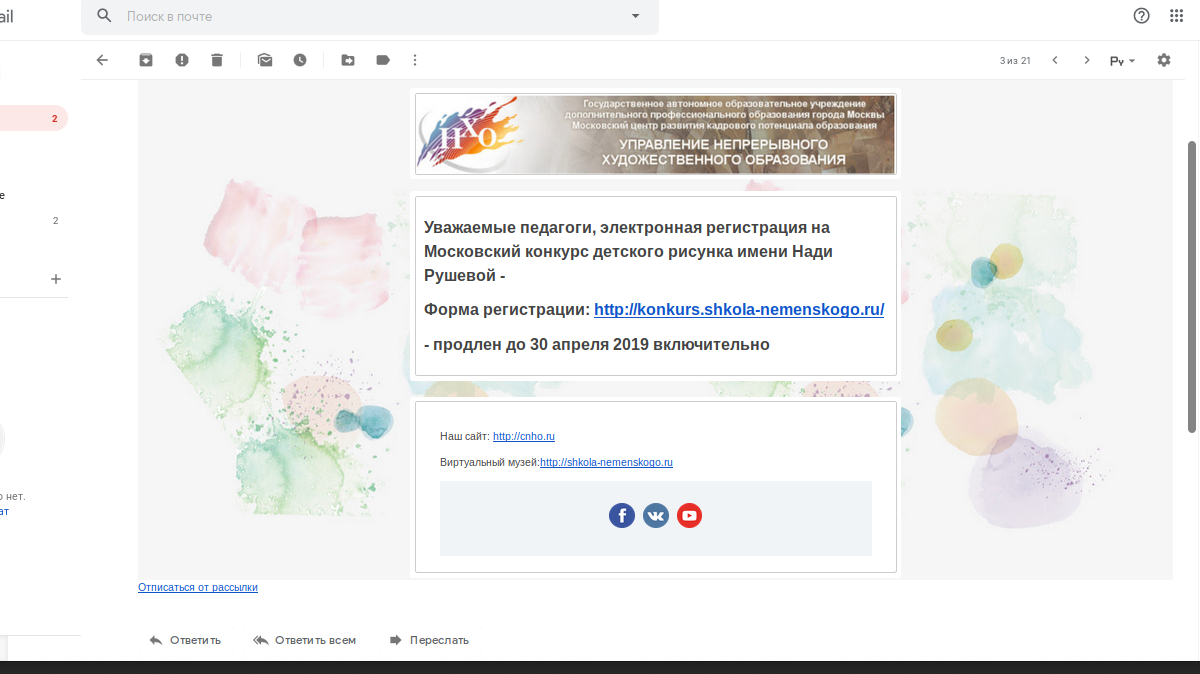 ail
Поиск в почте
3 из 21
Ру
2
е
2
НХО
Государственное автономное образовательное учреждение
дополнительного профессионального образования города Москвы
Московский центр развития кадрового потенциала образования
УПРАВЛЕНИЕ НЕПРЕРЫВНОГО
ХУДОЖЕСТВЕННОГО ОБРАЗОВАНИЯ
Уважаемые педагоги, электронная регистрация на
Московский конкурс детского рисунка имени Нади
Рушевой -
Форма регистрации: http://konkurs.shkola-nemenskogo.ru/
- продлен до 30 апреля 2019 включительно
Наш сайт: http://cnho.ru
Виртуальный музей:http://shkola-nemenskogo.ru
о нет.
ат
Отписаться от рассылки
Ответить
Ответить всем
Переслать